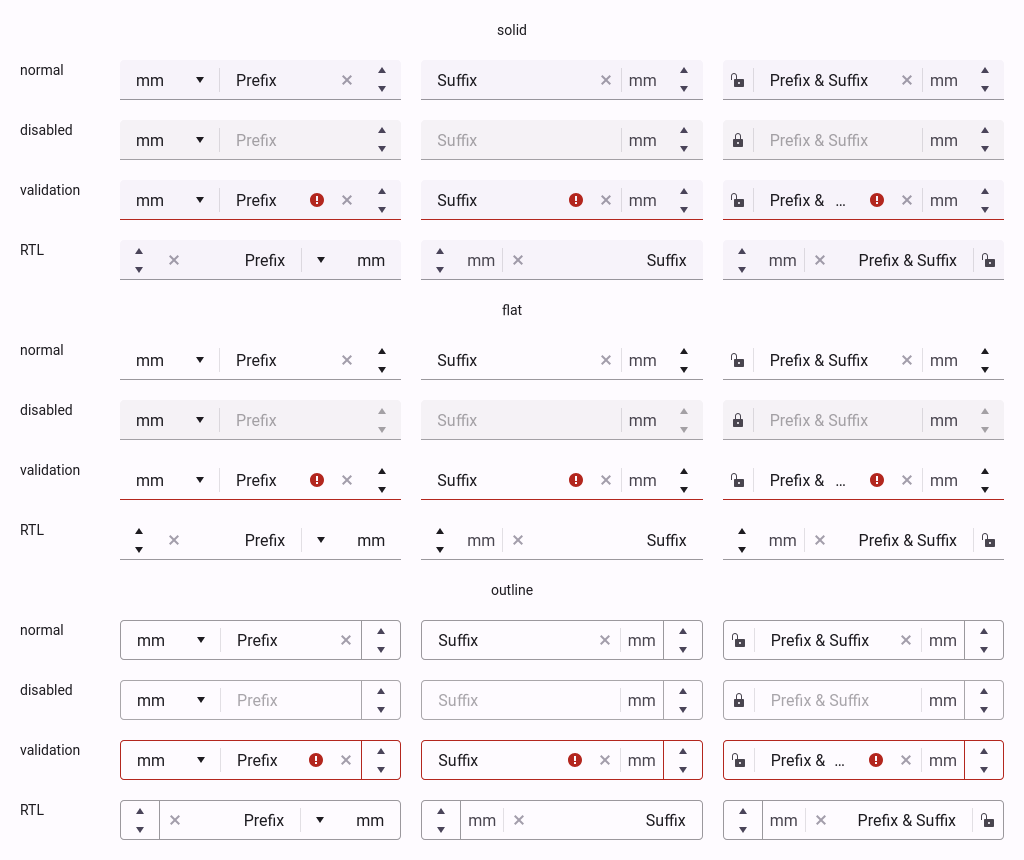 solid
normal mm Prefix Suffix mm Prefix & Suffix mm
disabled mm Prefix Suffix mm Prefix & Suffix mm
validation mm Prefix Suffix mm Prefix & ... mm
RTL Prefix mm mm Suffix mm Prefix & Suffix
flat
normal mm Prefix Suffix mm Prefix & Suffix mm
disabled mm Prefix Suffix mm Prefix & Suffix mm
validation mm Prefix Suffix mm Prefix & ... mm
RTL Prefix mm mm Suffix mm Prefix & Suffix
outline
normal mm Prefix Suffix mm Prefix & Suffix mm
disabled mm Prefix Suffix mm Prefix & Suffix mm
validation mm Prefix Suffix mm Prefix & ... mm
RTL Prefix mm mm Suffix mm Prefix & Suffix